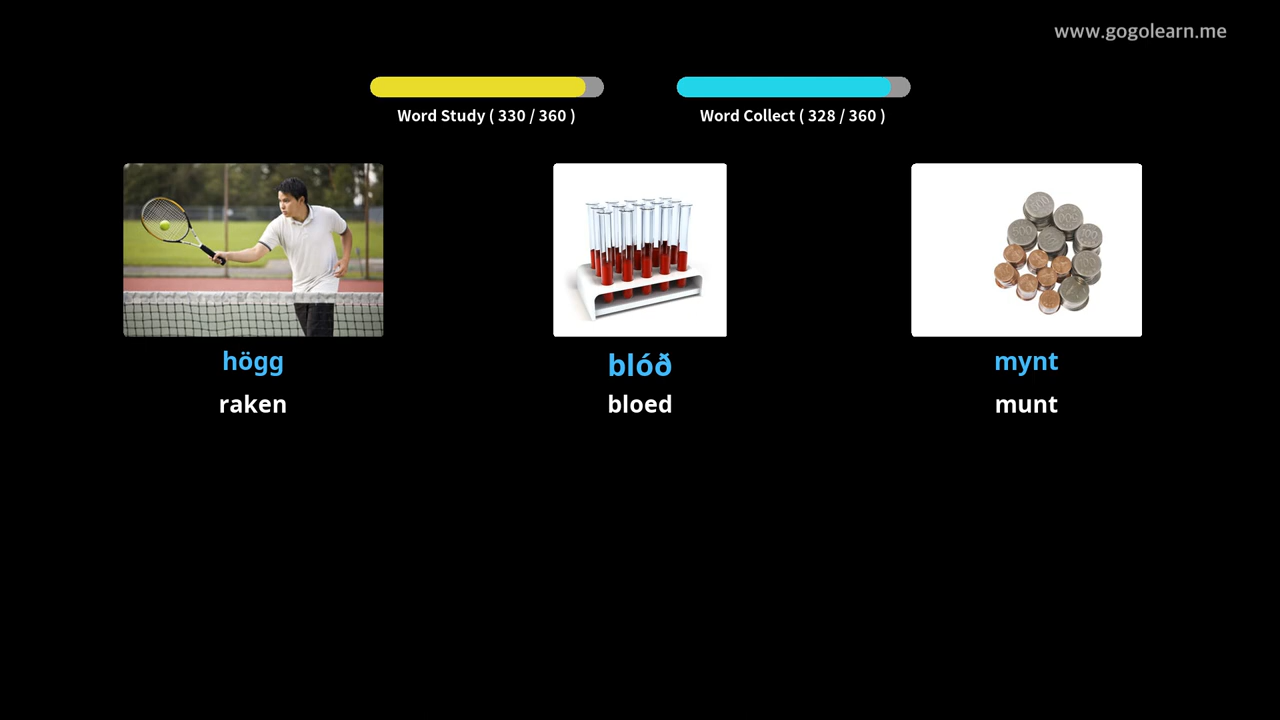 www.gogolearn.me
Word Study ( 330 / 360 )
Word Collect ( 328 / 360 )
högg
blóð
mynt
raken
bloed
munt